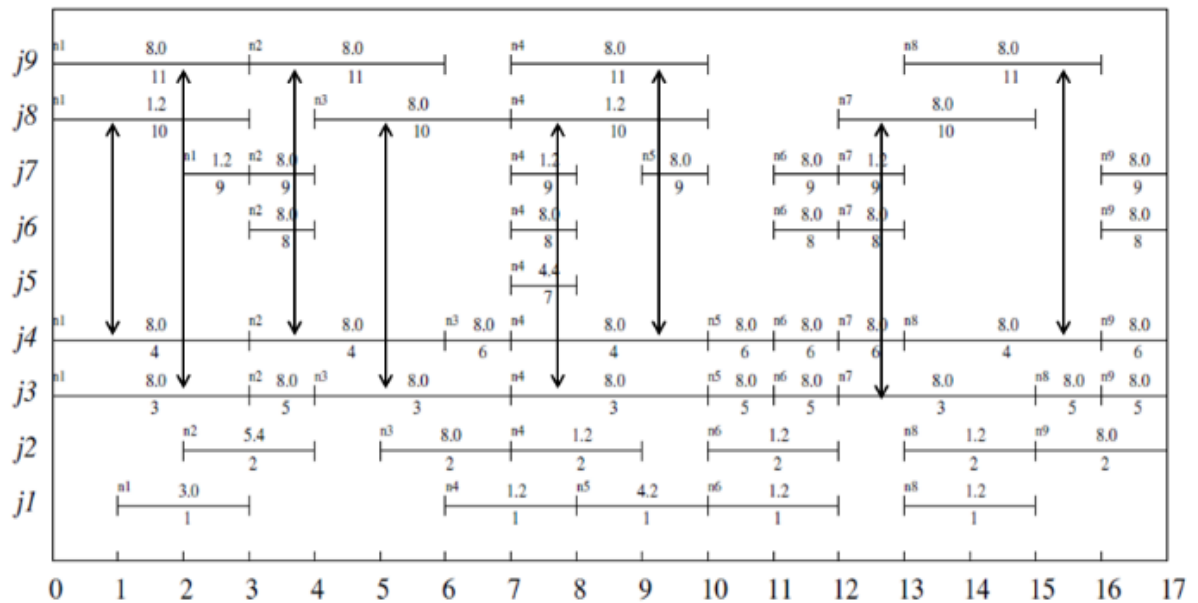 n1 8.0 n2 8.0 n4 8.0 n8 8.0
j9
11 11 11 11
n1 1.2 n3 8.0 n4 1.2 n7 8.0
j8
10 10 10 10
n1 1.2 n2 8.0 n4 1.2 n5 8.0 n6 8.0 n7 1.2 n9 8.0
j7
9 9 9 9 9 9 9
n2 8.0 n4 8.0 n6 8.0 n7 8.0 n9 8.0
j6
8 8 8 8 8
n4 4.4
j5
7
n1 8.0 n2 8.0 n3 8.0 n4 8.0 n5 8.0 n6 8.0 n7 8.0 n8 8.0 n9 8.0
j4
4 4 6 4 6 6 6 4 6
n1 8.0 n2 8.0 n3 8.0 n4 8.0 n5 8.0 n6 8.0 n7 8.0 n8 8.0 n9 8.0
j3
3 5 3 3 5 5 3 5 5
n2 5.4 n3 8.0 n4 1.2 n6 1.2 n8 1.2 n9 8.0
j2
2 2 2 2 2 2
n1 3.0 n4 1.2 n5 4.2 n6 1.2 n8 1.2
j1
1 1 1 1 1
0 1 2 3 4 5 6 7 8 9 10 11 12 13 14 15 16 17